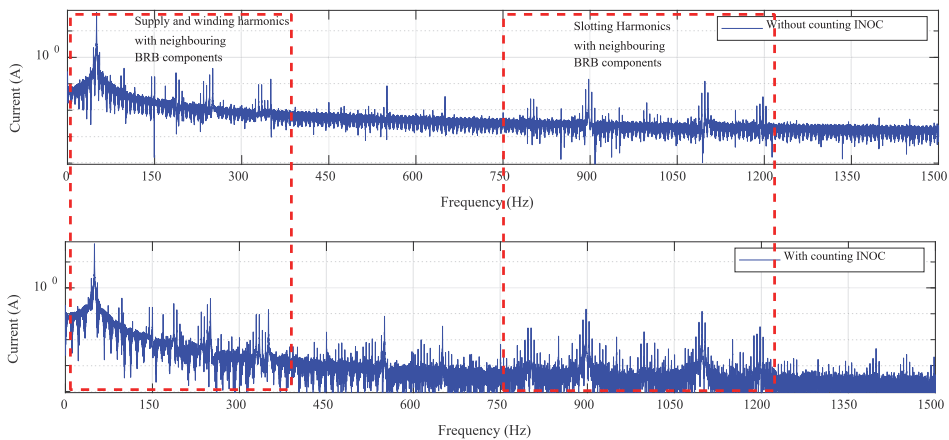 Supply and winding harmonics
with neighbouring
BRB components
Slotting Harmonics
with neighbouring
BRB components
Without counting INOC
10 0
Current (A)
0 150 300 450 600 750 900 1050 1200 1350 1500
Frequency (Hz)
With counting INOC
10 0
Current (A)
0 150 300 450 600 750 900 1050 1200 1350 1500
Frequency (Hz)